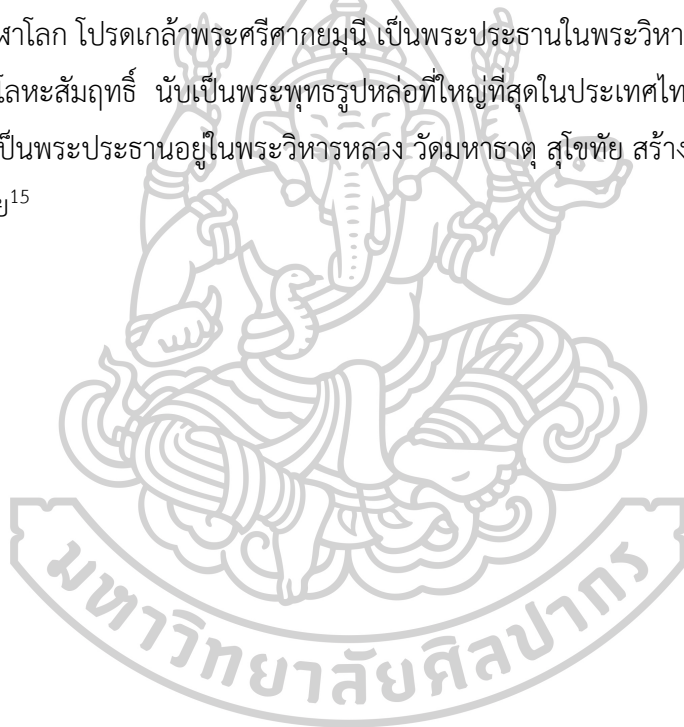 ฬาโลก โปรดเกล้าพระศรีศากยมุนี เป็นพระประธานในพระวิหา
โลหะสัมฤทธิ์ นับเป็นพระพุทธรูปหล่อที่ใหญ่ที่สุดในประเทศไท
เป็นพระประธานอยู่ในพระวิหารหลวง วัดมหาธาตุ สุโขทัย สร้าง
ย15
มหาวิทยาลัยศิลปากร